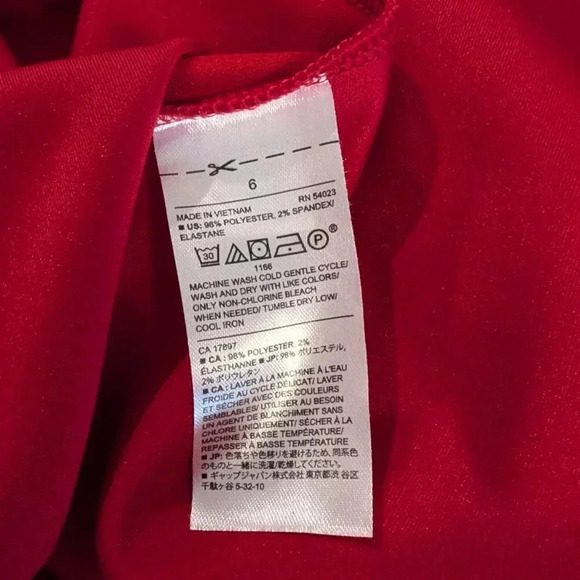 6
MADE IN VIETNAM RN 54023
■ US: 98% POLYESTER, 2% SPANDEX/
ELASTANE
30 P
1166
MACHINE WASH COLD GENTLE CYCLE/
WASH AND DRY WITH LIKE COLORS/
ONLY NON-CHLORINE BLEACH
WHEN NEEDED/ TUMBLE DRY LOW/
COOL IRON
CA 17897
■ CA : 98% POLYESTER, 2%
ÉLASTHANNE ■ JP: 98% ポリエステル,
2% ポリウレタン
■ CA : LAVER À LA MACHINE À L'EAU
FROIDE AU CYCLE DÉLICAT/ LAVER
ET SÉCHER AVEC DES COULEURS
SEMBLABLES/ UTILISER AU BESOIN
UN AGENT DE BLANCHIMENT SANS
CHLORE UNIQUEMENT/ SÉCHER À LA
MACHINE À BASSE TEMPÉRATURE/
REPASSER À BASSE TEMPÉRATURE
■ JP: 色落ちや色移りを避けるため、同系色
のものと一緒に洗濯/乾燥してください。
■ ギャップジャパン株式会社 東京都渋谷区
千駄ヶ谷 5-32-10